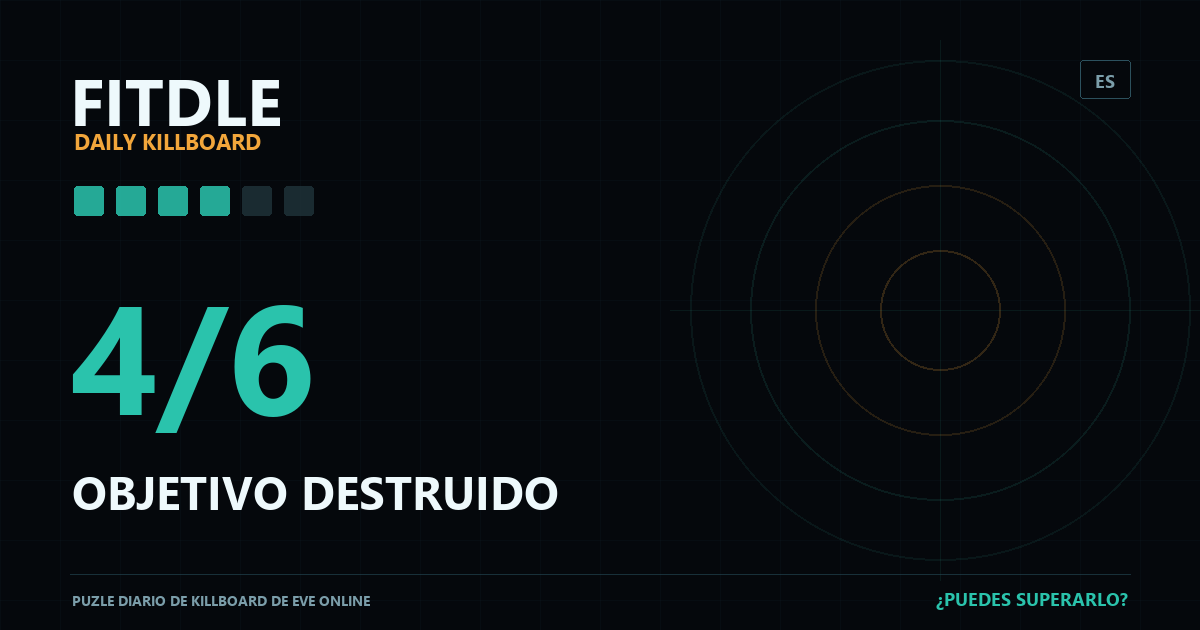 FITDLE
ES
DAILY KILLBOARD
4/6
OBJETIVO DESTRUIDO
PUZLE DIARIO DE KILLBOARD DE EVE ONLINE
¿PUEDES SUPERARLO?